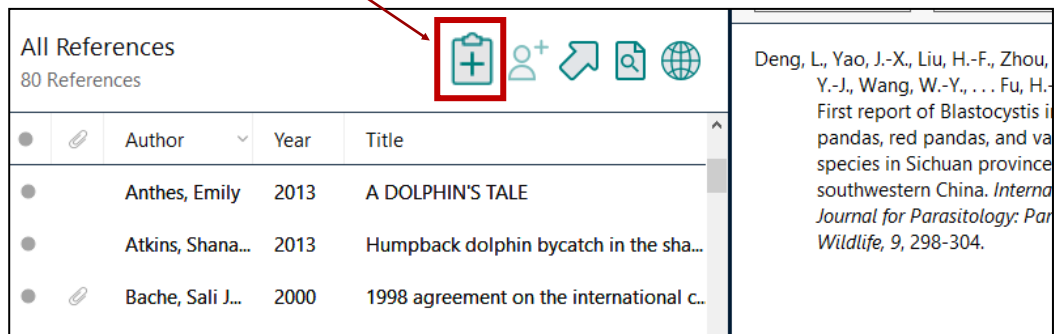 All References
80 References
Author Year Title
Anthes, Emily 2013 A DOLPHIN'S TALE
Atkins, Shana... 2013 Humpback dolphin bycatch in the sha...
Bache, Sali J... 2000 1998 agreement on the international c..
Deng, L., Yao, J.-X., Liu, H.-F., Zhou,
Y.-J., Wang, W.-Y., . . . Fu, H.-
First report of Blastocystis i
pandas, red pandas, and va
species in Sichuan province
southwestern China. Interna
Journal for Parasitology: Par
Wildlife, 9, 298-304.